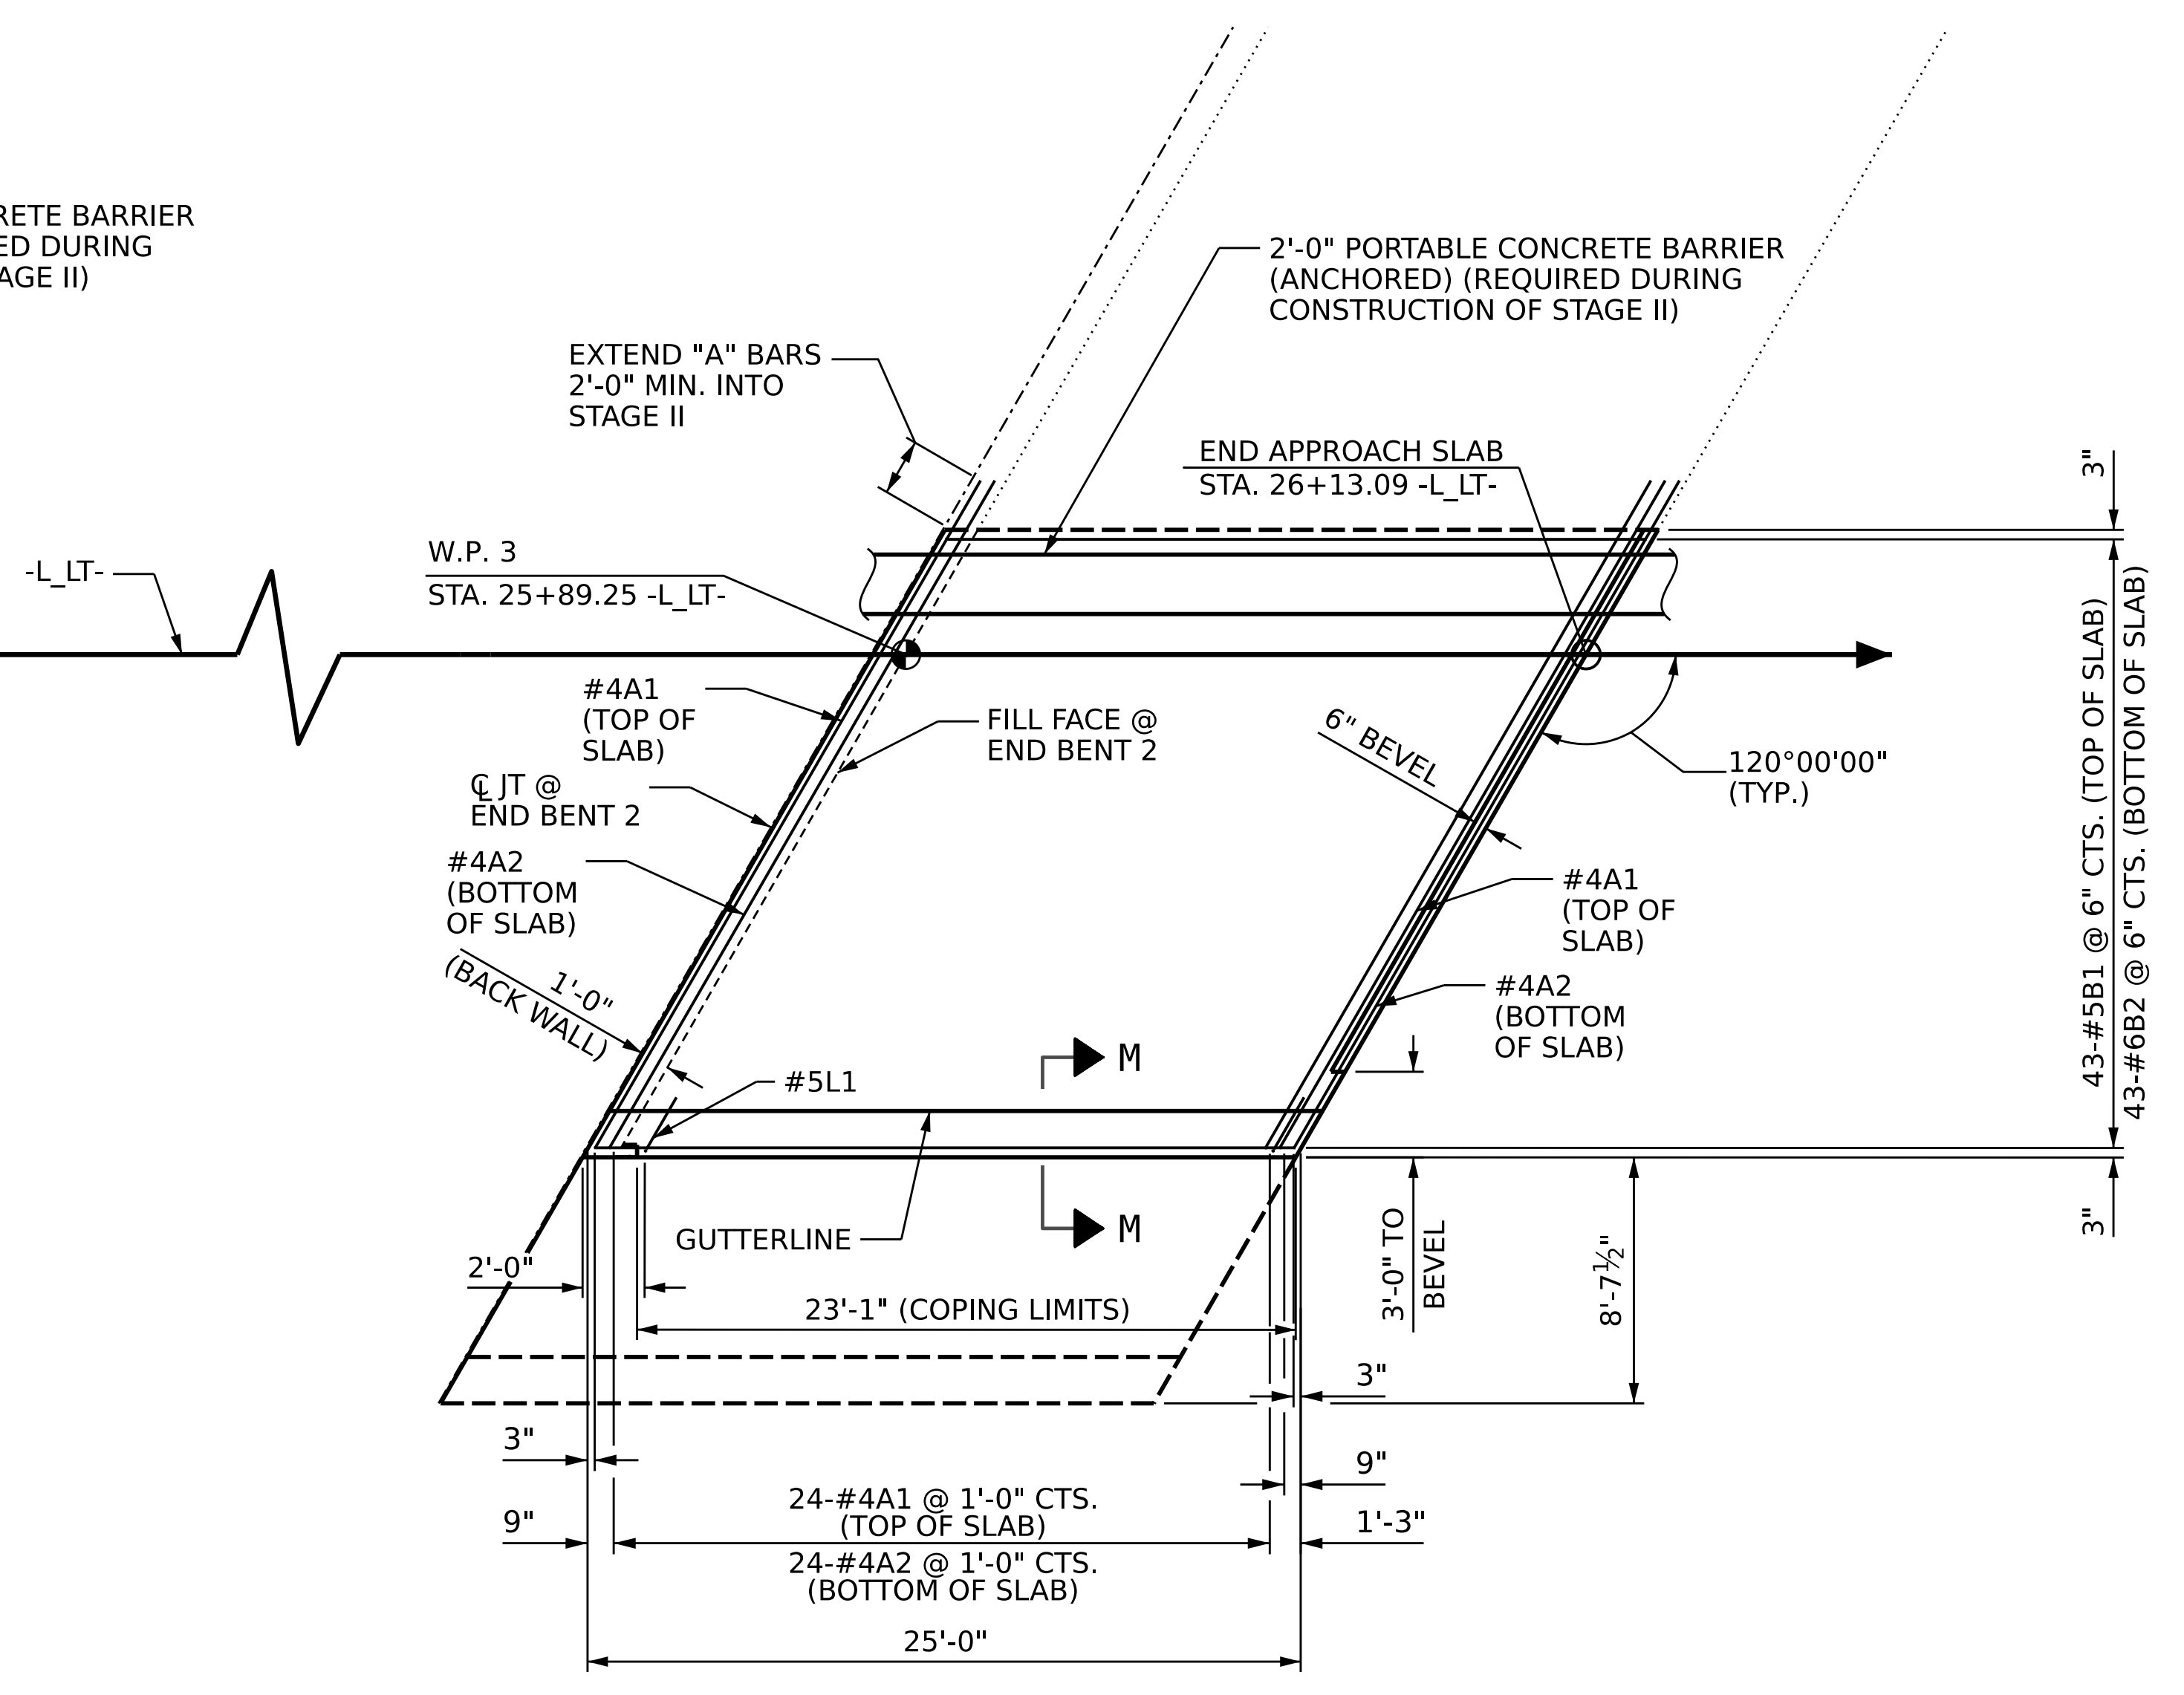 RETE BARRIER
ED DURING
AGE II)
2'-0" PORTABLE CONCRETE BARRIER
(ANCHORED) (REQUIRED DURING
CONSTRUCTION OF STAGE II)
EXTEND "A" BARS
2'-0" MIN. INTO
STAGE II
END APPROACH SLAB
STA. 26+13.09 -L_LT-
3"
W.P. 3
STA. 25+89.25 -L_LT-
-L_LT-
#4A1
(TOP OF
SLAB)
FILL FACE @
END BENT 2
6" BEVEL
120°00'00"
(TYP.)
℄ JT @
END BENT 2
#4A2
(BOTTOM
OF SLAB)
#4A1
(TOP OF
SLAB)
43-#5B1 @ 6" CTS. (TOP OF SLAB)
43-#6B2 @ 6" CTS. (BOTTOM OF SLAB)
1'-0"
(BACK WALL)
#4A2
(BOTTOM
OF SLAB)
M
#5L1
M
GUTTERLINE
3'-0" TO
BEVEL
8'-7½"
3"
2'-0"
23'-1" (COPING LIMITS)
3"
3"
9"
24-#4A1 @ 1'-0" CTS.
(TOP OF SLAB)
9"
1'-3"
24-#4A2 @ 1'-0" CTS.
(BOTTOM OF SLAB)
25'-0"